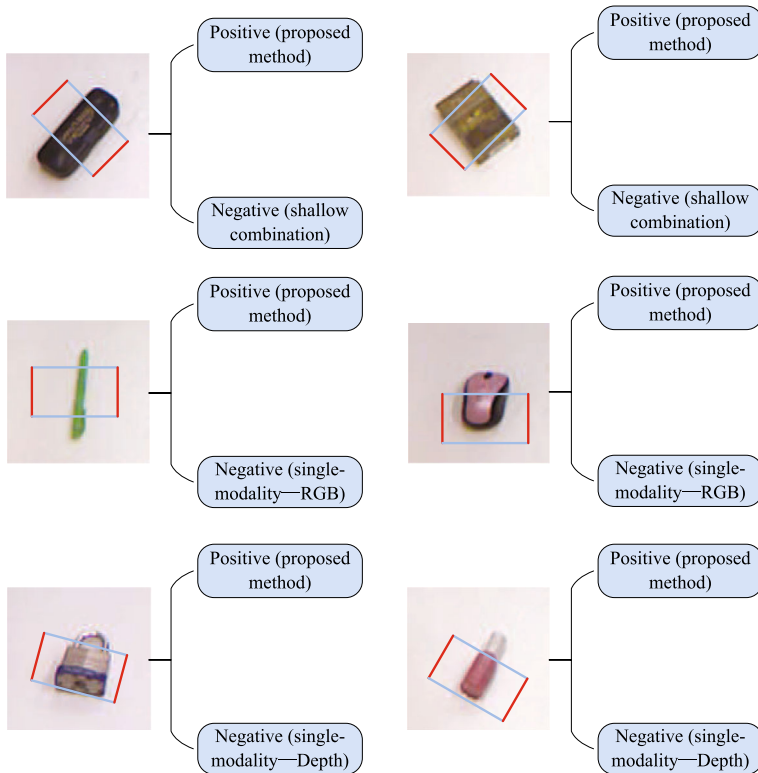 Positive (proposed
method)
Negative (shallow
combination)
Positive (proposed
method)
Negative (shallow
combination)
Positive (proposed
method)
Negative (single-
modality—RGB)
Positive (proposed
method)
Negative (single-
modality—RGB)
Positive (proposed
method)
Negative (single-
modality—Depth)
Positive (proposed
method)
Negative (single-
modality—Depth)